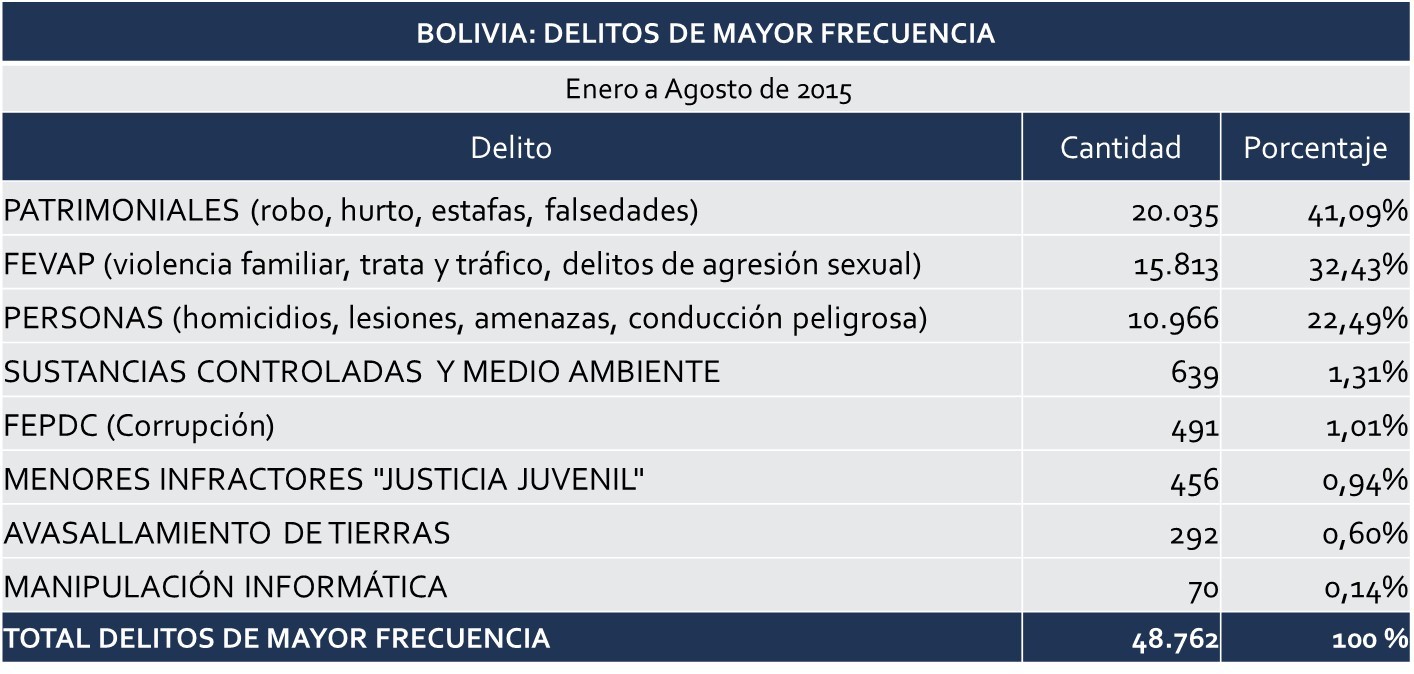 BOLIVIA: DELITOS DE MAYOR FRECUENCIA
Enero a Agosto de 2015
Delito Cantidad Porcentaje
PATRIMONIALES (robo, hurto, estafas, falsedades) 20.035 41,09%
FEVAP (violencia familiar, trata y tráfico, delitos de agresión sexual) 15.813 32,43%
PERSONAS (homicidios, lesiones, amenazas, conducción peligrosa) 10.966 22,49%
SUSTANCIAS CONTROLADAS Y MEDIO AMBIENTE 639 1,31%
FEPDC (Corrupción) 491 1,01%
MENORES INFRACTORES "JUSTICIA JUVENIL" 456 0,94%
AVASALLAMIENTO DE TIERRAS 292 0,60%
MANIPULACIÓN INFORMÁTICA 70 0,14%
TOTAL DELITOS DE MAYOR FRECUENCIA 48.762 100 %